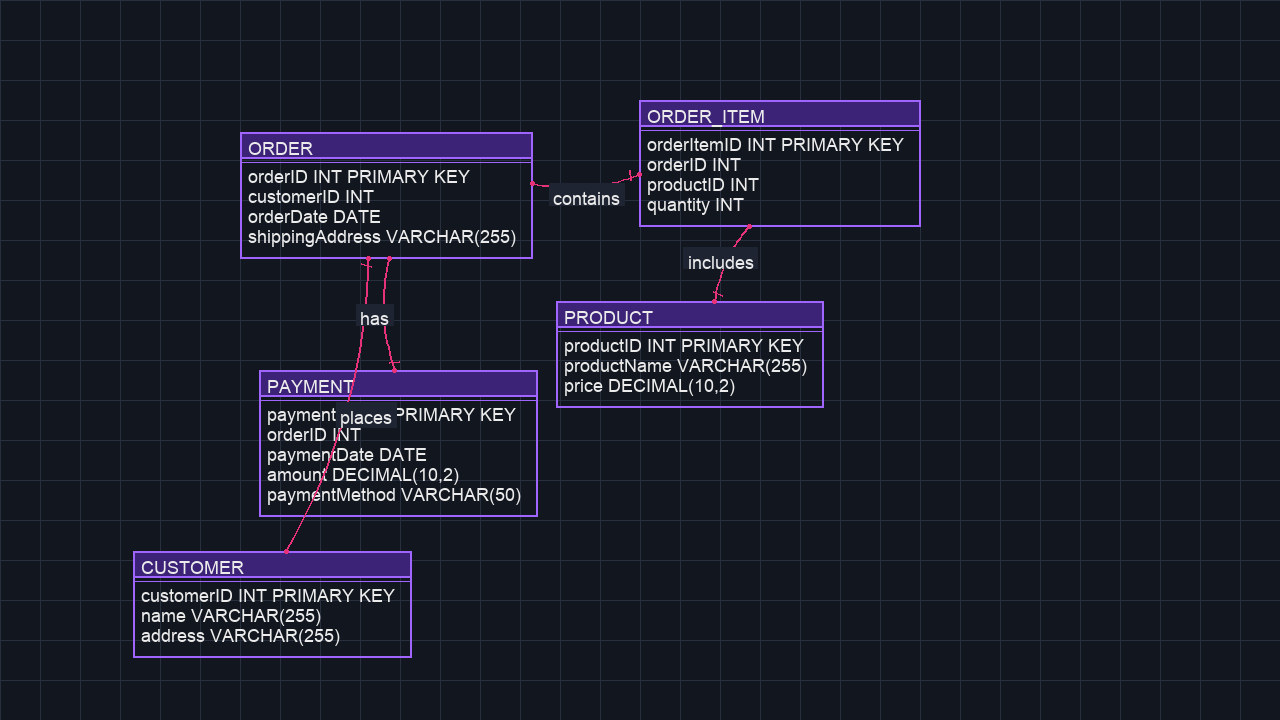 ORDER
orderID INT PRIMARY KEY
customerID INT
orderDate DATE
shippingAddress VARCHAR(255)
contains
ORDER_ITEM
orderItemID INT PRIMARY KEY
orderID INT
productID INT
quantity INT
includes
has
PRODUCT
productID INT PRIMARY KEY
productName VARCHAR(255)
price DECIMAL(10,2)
PAYMENT
payment PRIMARY KEY
places
orderID INT
paymentDate DATE
amount DECIMAL(10,2)
paymentMethod VARCHAR(50)
CUSTOMER
customerID INT PRIMARY KEY
name VARCHAR(255)
address VARCHAR(255)